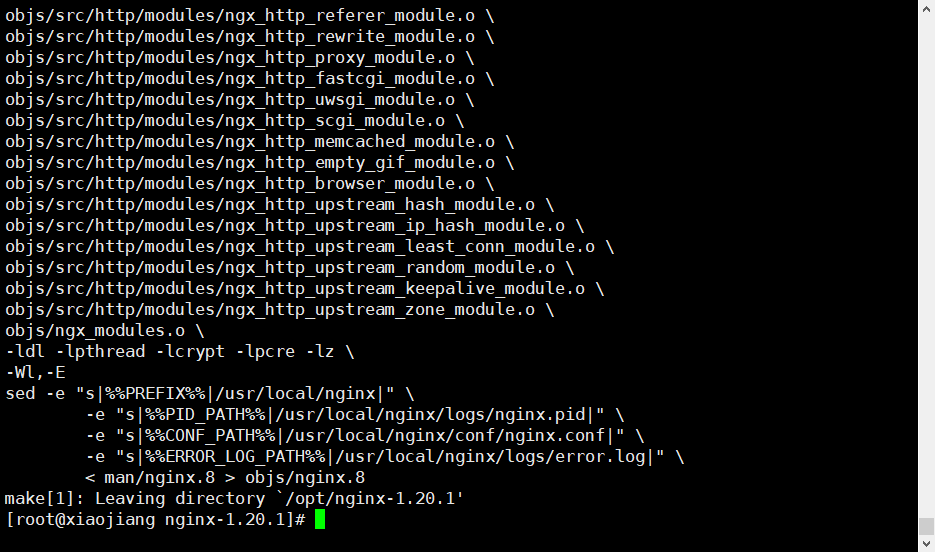 objs/src/http/modules/ngx_http_referer_module.o \
objs/src/http/modules/ngx_http_rewrite_module.o \
objs/src/http/modules/ngx_http_proxy_module.o \
objs/src/http/modules/ngx_http_fastcgi_module.o \
objs/src/http/modules/ngx_http_uwsgi_module.o \
objs/src/http/modules/ngx_http_scgi_module.o \
objs/src/http/modules/ngx_http_memcached_module.o \
objs/src/http/modules/ngx_http_empty_gif_module.o \
objs/src/http/modules/ngx_http_browser_module.o \
objs/src/http/modules/ngx_http_upstream_hash_module.o \
objs/src/http/modules/ngx_http_upstream_ip_hash_module.o \
objs/src/http/modules/ngx_http_upstream_least_conn_module.o \
objs/src/http/modules/ngx_http_upstream_random_module.o \
objs/src/http/modules/ngx_http_upstream_keepalive_module.o \
objs/src/http/modules/ngx_http_upstream_zone_module.o \
objs/ngx_modules.o \
-ldl -lpthread -lcrypt -lpcre -lz \
-Wl,-E
sed -e "s|%%PREFIX%%|/usr/local/nginx|" \
        -e "s|%%PID_PATH%%|/usr/local/nginx/logs/nginx.pid|" \
        -e "s|%%CONF_PATH%%|/usr/local/nginx/conf/nginx.conf|" \
        -e "s|%%ERROR_LOG_PATH%%|/usr/local/nginx/logs/error.log|" \
        < man/nginx.8 > objs/nginx.8
make[1]: Leaving directory `/opt/nginx-1.20.1'
[root@xiaojiang nginx-1.20.1]#